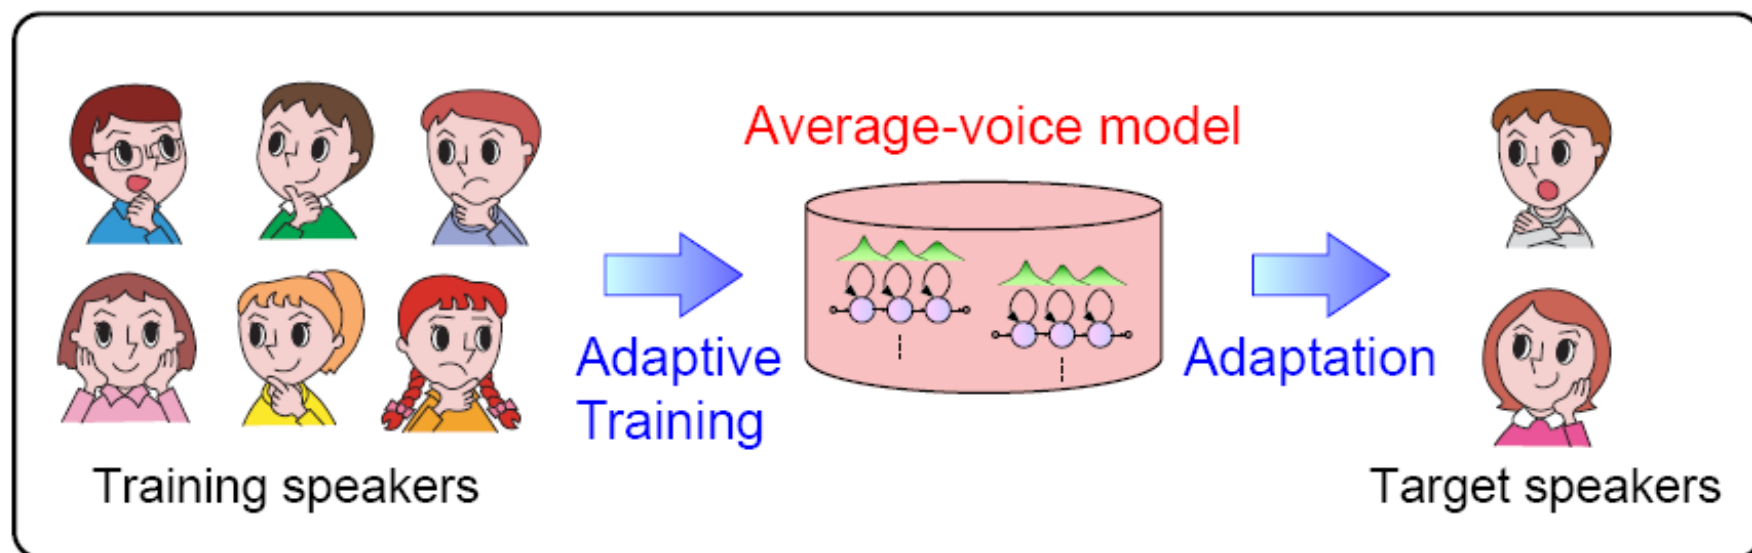 Average-voice model
Adaptive
Training
Adaptation
Training speakers
Target speakers